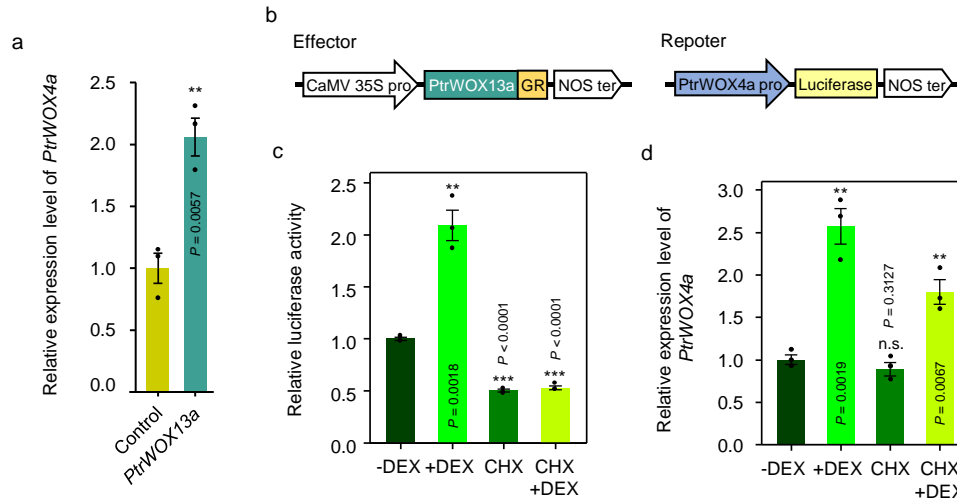 a
Relative expression level of PtrWOX4a
2.5
2.0
1.5
1.0
0.5
0.0
**
P = 0.0057
Control
PtrWOX13a
b
Effector
CaMV 35S pro
PtrWOX13a
GR
NOS ter
Repoter
PtrWOX4a pro
Luciferase
NOS ter
c
Relative luciferase activity
2.5
2.0
1.5
1.0
0.5
0.0
**
P = 0.0018
P < 0.0001
***
P < 0.0001
***
-DEX
+DEX
CHX
CHX
+DEX
d
Relative expression level of
PtrWOX4a
3.0
2.5
2.0
1.5
1.0
0.5
0.0
**
P = 0.0019
P = 0.3127
n.s.
**
P = 0.0067
-DEX
+DEX
CHX
CHX
+DEX